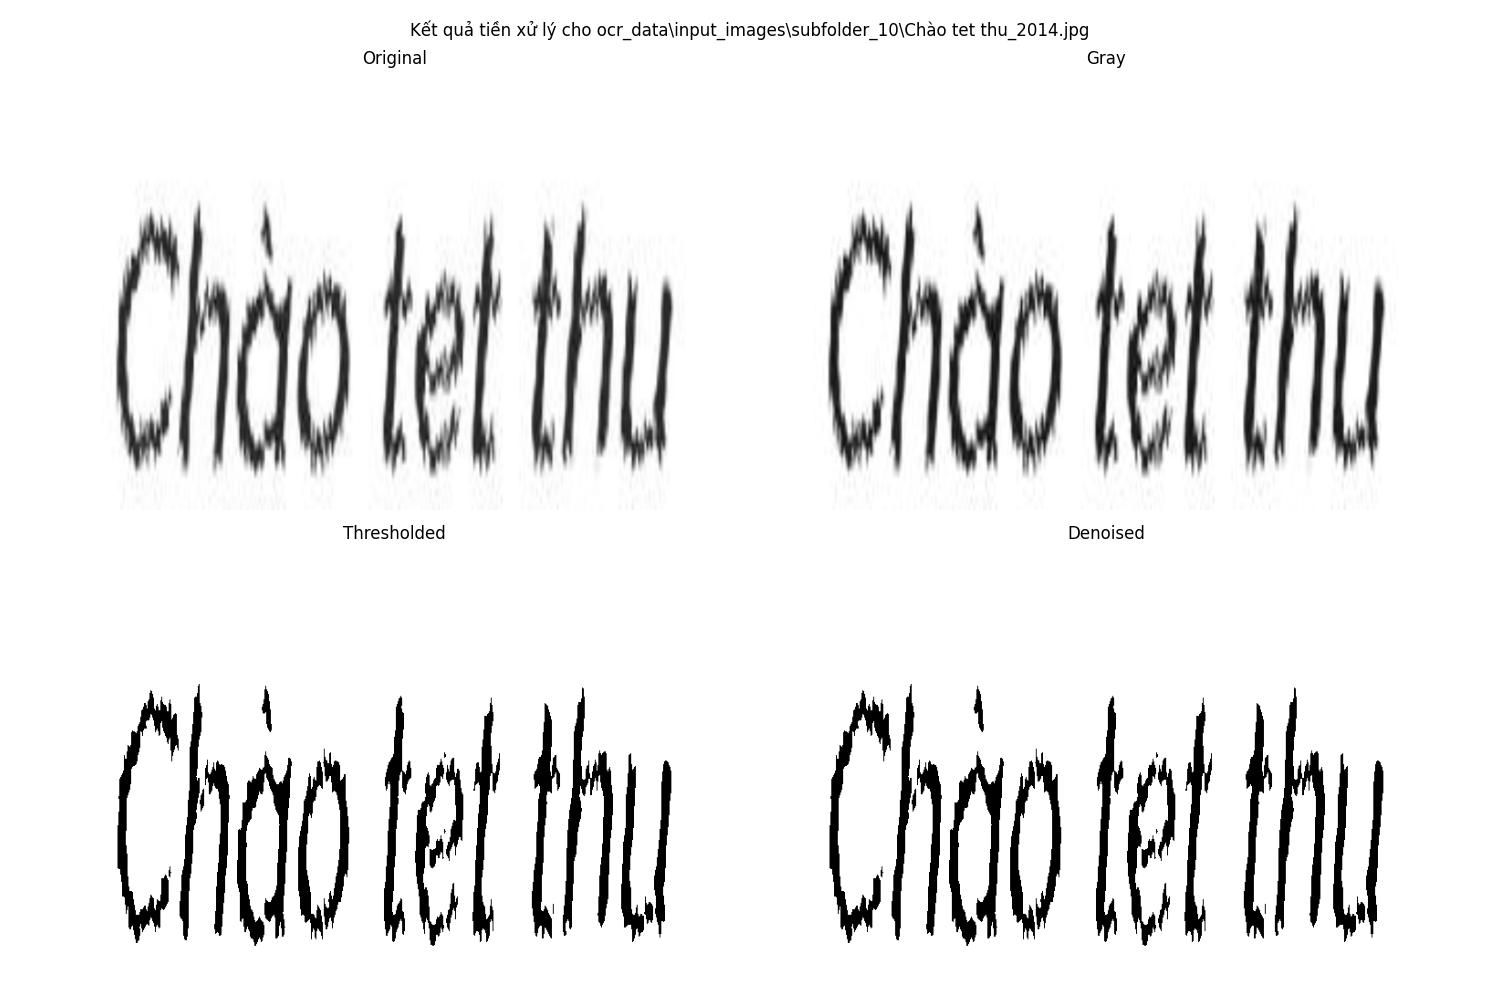 Kết quả tiền xử lý cho ocr_data\input_images\subfolder_10\Chào tet thu_2014.jpg
Original
Gray
Chào tet thu
Chào tet thu
Thresholded
Denoised
Chào tet thu
Chào tet thu